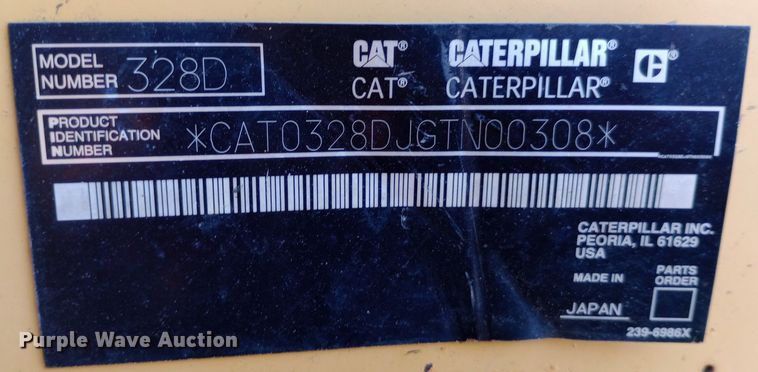 MODEL NUMBER 328D
CAT® CATERPILLAR® C®
CAT® CATERPILLAR®
PRODUCT
IDENTIFICATION
NUMBER
*CAT0328DJGTN00308*
CATERPILLAR INC.
PEORIA, IL 61629
USA
MADE IN
JAPAN
PARTS
ORDER
239-6986X
Purple Wave Auction